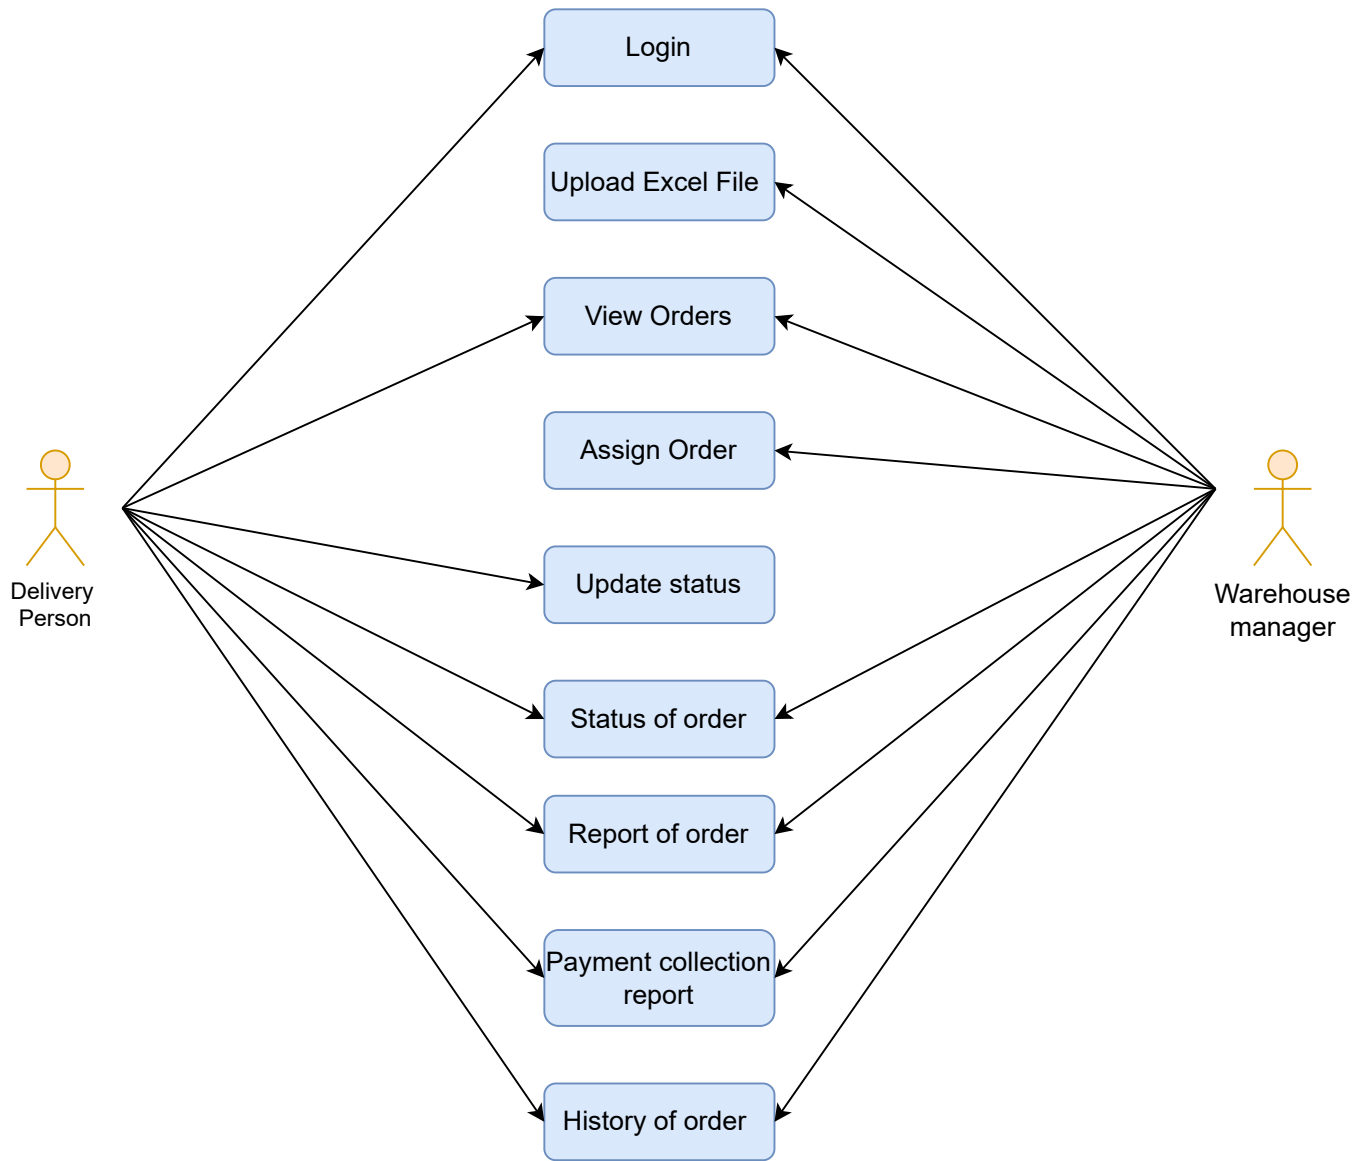 Login
Upload Excel File
View Orders
Assign Order
Update status
Status of order
Report of order
Payment collection
report
History of order
Delivery
Person
Warehouse
manager